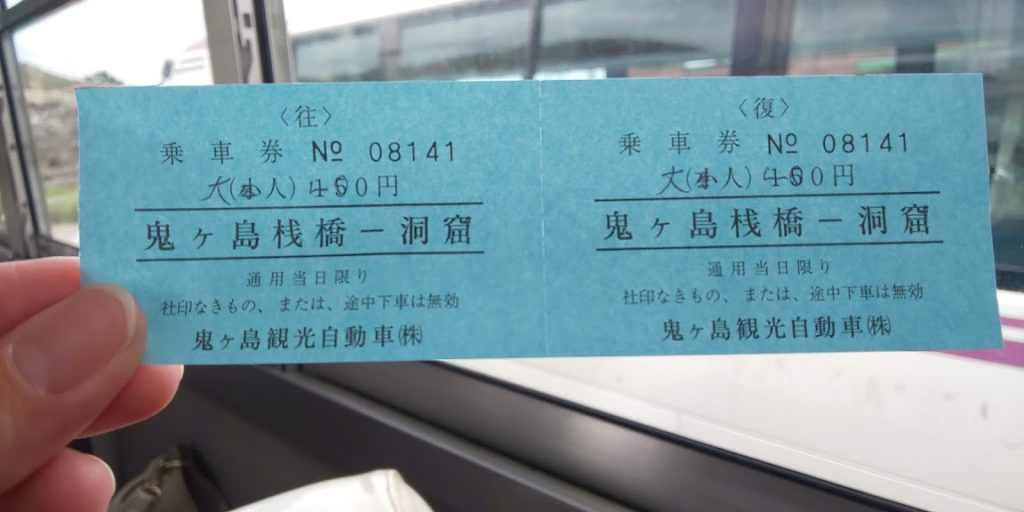 〈往〉
乗車券 № 08141
大(小人) 円
鬼ヶ島桟橋－洞窟
通用当日限り
社印なきもの、または、途中下車は無効
鬼ヶ島観光自動車㈱
〈復〉
乗車券 № 08141
大(小人) 円
鬼ヶ島桟橋－洞窟
通用当日限り
社印なきもの、または、途中下車は無効
鬼ヶ島観光自動車㈱